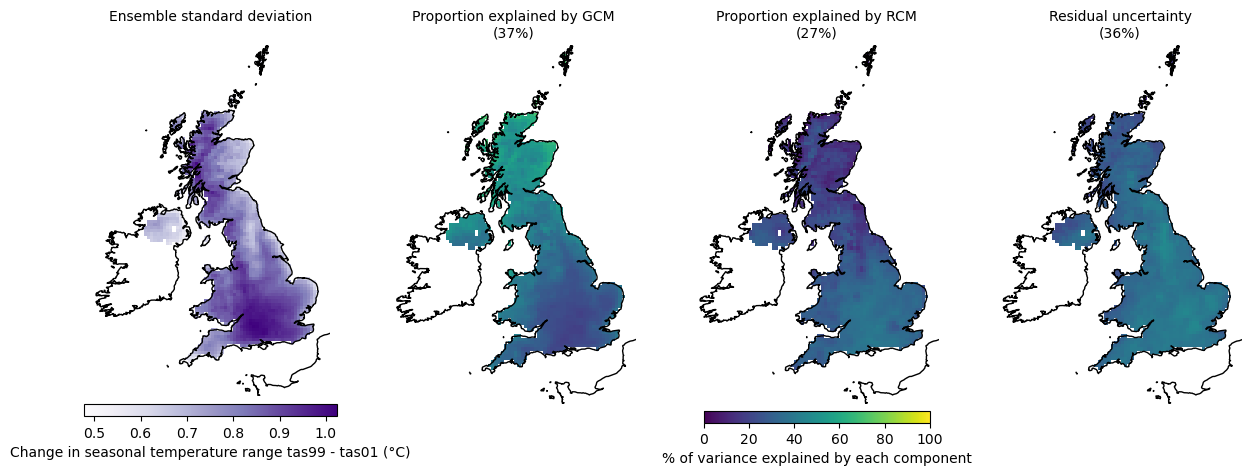 Ensemble standard deviation
Proportion explained by GCM
(37%)
Proportion explained by RCM
(27%)
Residual uncertainty
(36%)
0.5 0.6 0.7 0.8 0.9 1.0
Change in seasonal temperature range tas99 - tas01 (°C)
0 20 40 60 80 100
% of variance explained by each component